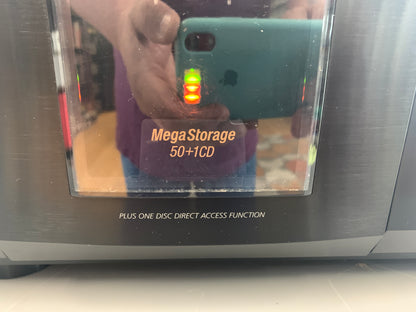 MegaStorage
50+1CD
PLUS ONE DISC DIRECT ACCESS FUNCTION